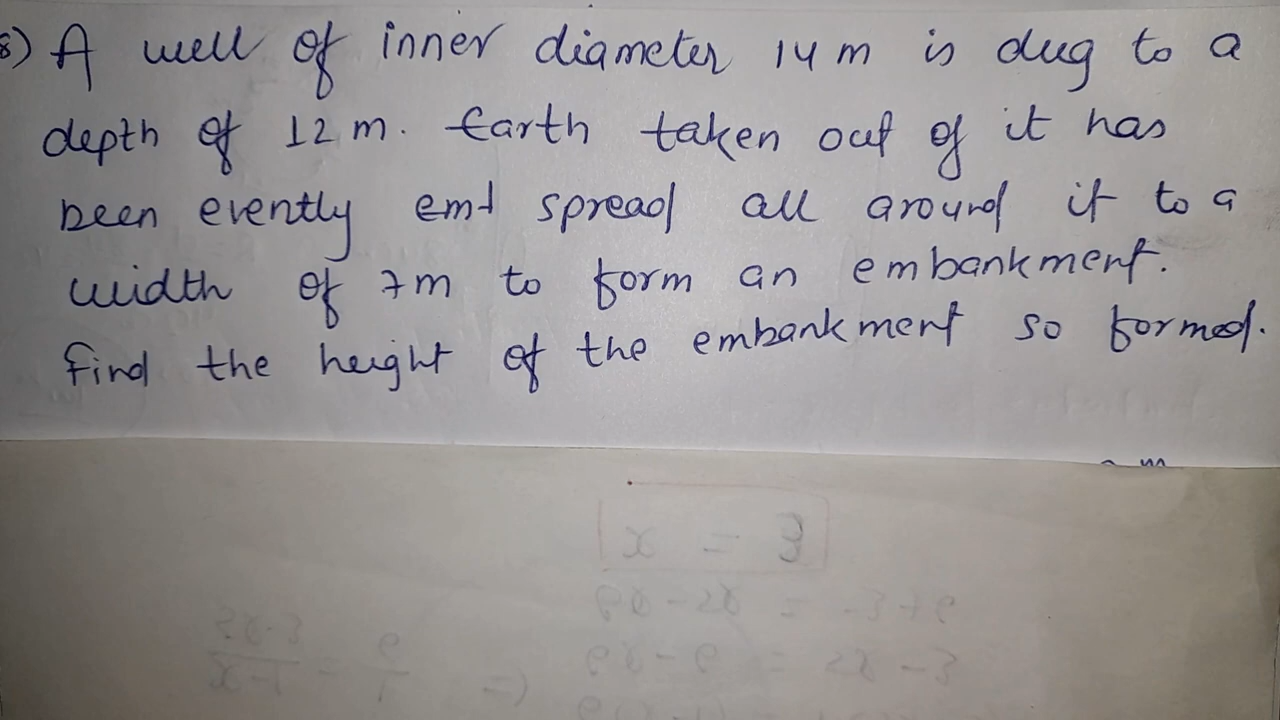 8) A well of inner diameter 14 m is dug to a
depth of 12 m. Earth taken out of it has
been evently emt spread all around it to a
width of 7 m to form an embankment.
find the height of the embankment so formed.
x = 3